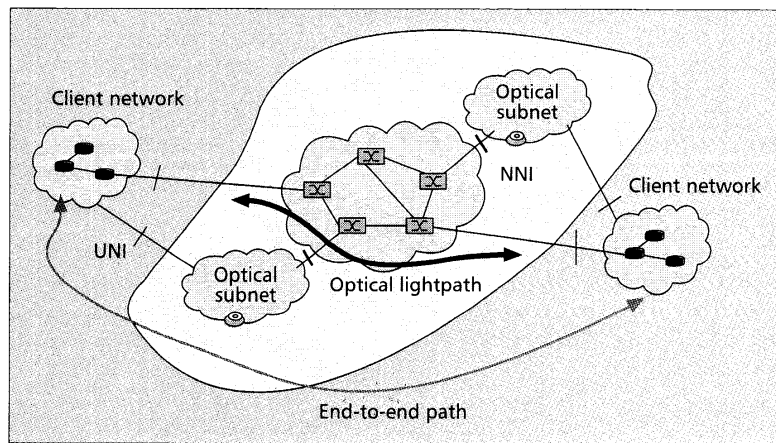 Client network
Optical
subnet
NNI
Client network
UNI
Optical
subnet
Optical lightpath
End-to-end path